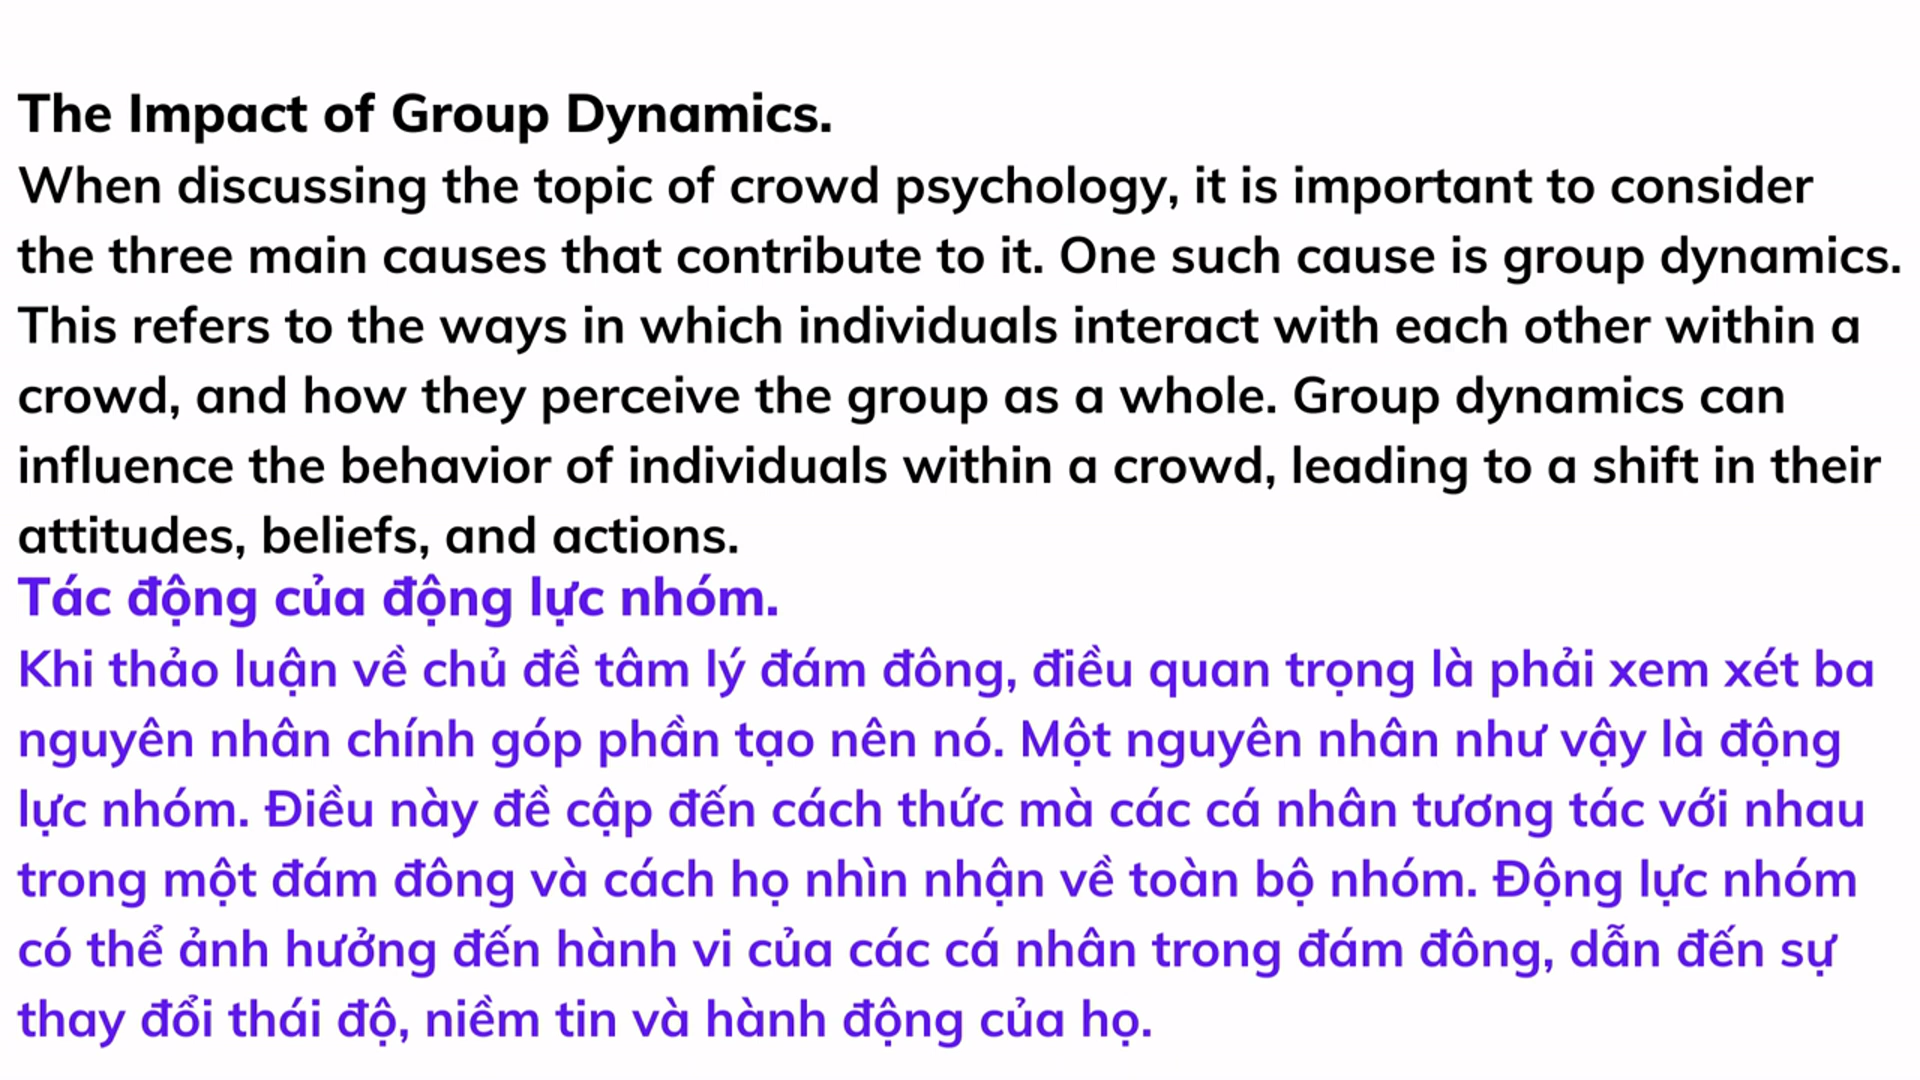 The Impact of Group Dynamics.
When discussing the topic of crowd psychology, it is important to consider
the three main causes that contribute to it. One such cause is group dynamics.
This refers to the ways in which individuals interact with each other within a
crowd, and how they perceive the group as a whole. Group dynamics can
influence the behavior of individuals within a crowd, leading to a shift in their
attitudes, beliefs, and actions.
Tác động của động lực nhóm.
Khi thảo luận về chủ đề tâm lý đám đông, điều quan trọng là phải xem xét ba
nguyên nhân chính góp phần tạo nên nó. Một nguyên nhân như vậy là động
lực nhóm. Điều này đề cập đến cách thức mà các cá nhân tương tác với nhau
trong một đám đông và cách họ nhìn nhận về toàn bộ nhóm. Động lực nhóm
có thể ảnh hưởng đến hành vi của các cá nhân trong đám đông, dẫn đến sự
thay đổi thái độ, niềm tin và hành động của họ.